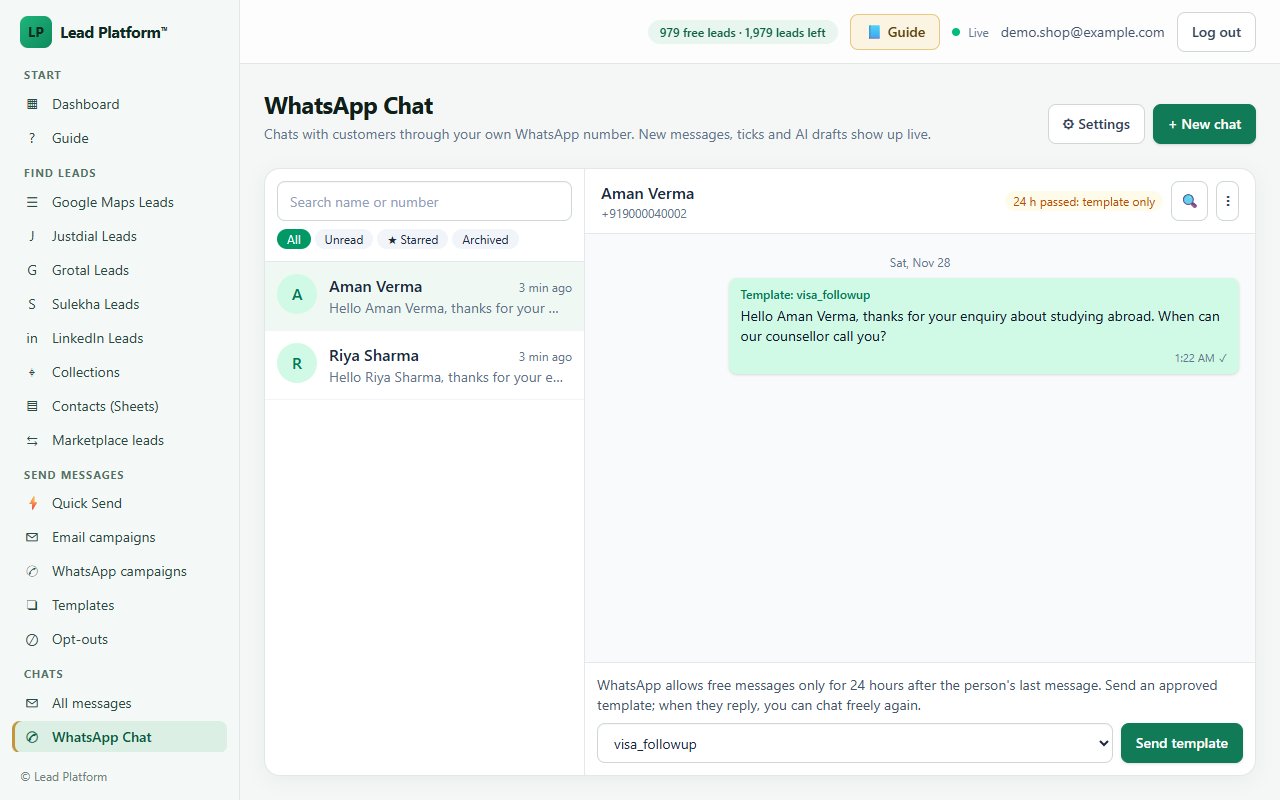 LP Lead Platform™
979 free leads · 1,979 leads left
Guide
Live
demo.shop@example.com
Log out
START
Dashboard
? Guide
FIND LEADS
Google Maps Leads
J Justdial Leads
G Grotal Leads
S Sulekha Leads
in LinkedIn Leads
Collections
Contacts (Sheets)
Marketplace leads
SEND MESSAGES
Quick Send
Email campaigns
WhatsApp campaigns
Templates
Opt-outs
CHATS
All messages
WhatsApp Chat
© Lead Platform
WhatsApp Chat
Chats with customers through your own WhatsApp number. New messages, ticks and AI drafts show up live.
⚙ Settings
+ New chat
Search name or number
All
Unread
★ Starred
Archived
A
Aman Verma
3 min ago
Hello Aman Verma, thanks for your ...
R
Riya Sharma
3 min ago
Hello Riya Sharma, thanks for your e...
Aman Verma
+919000040002
24 h passed: template only
Sat, Nov 28
Template: visa_followup
Hello Aman Verma, thanks for your enquiry about studying abroad. When can
our counsellor call you?
1:22 AM ✓
WhatsApp allows free messages only for 24 hours after the person's last message. Send an approved
template; when they reply, you can chat freely again.
visa_followup
Send template